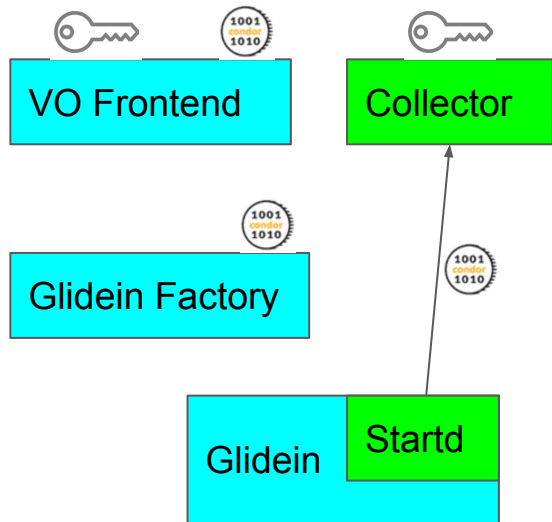 1001
condor
1010
VO Frontend
Collector
1001
condor
1010
Glidein Factory
1001
condor
1010
Glidein
Startd